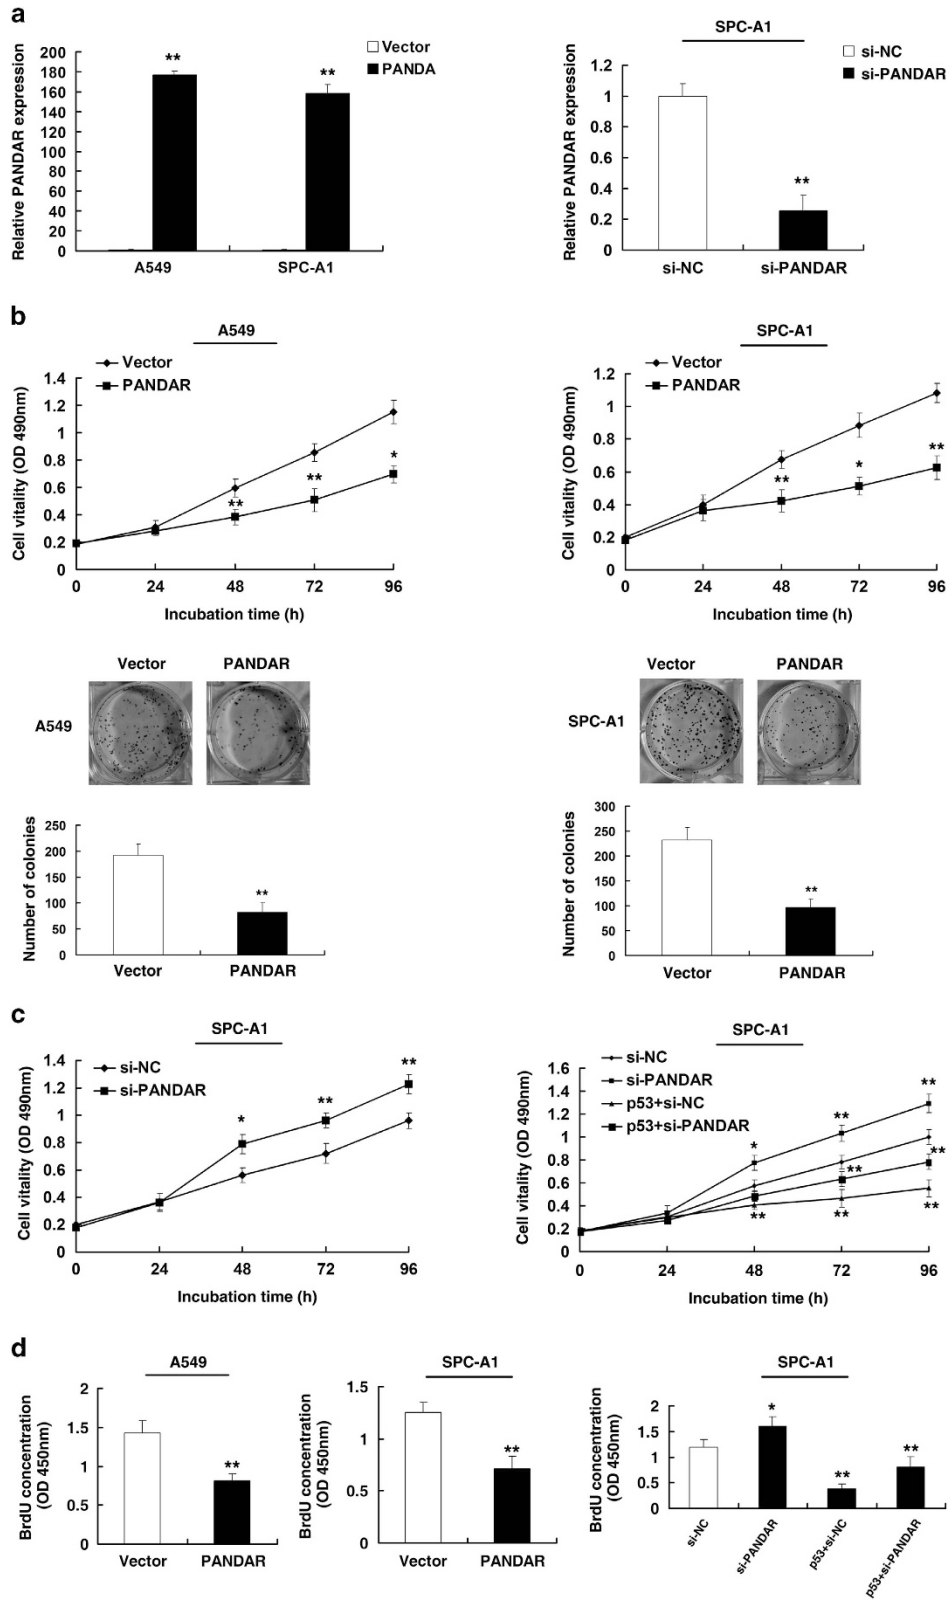 a
Vector
PANDA
Relative PANDAR expression
200
180
160
140
120
100
80
60
40
20
0
**
**
A549
SPC-A1
SPC-A1
si-NC
si-PANDAR
Relative PANDAR expression
1.2
1
0.8
0.6
0.4
0.2
0
**
si-NC
si-PANDAR
b
A549
Vector
PANDAR
Cell vitality (OD 490nm)
1.4
1.2
1
0.8
0.6
0.4
0.2
0
**
**
*
0 24 48 72 96
Incubation time (h)
SPC-A1
Vector
PANDAR
Cell vitality (OD 490nm)
1.2
1
0.8
0.6
0.4
0.2
0
**
*
**
0 24 48 72 96
Incubation time (h)
Vector PANDAR
A549
Number of colonies
250
200
150
100
50
0
**
Vector PANDAR
Vector PANDAR
SPC-A1
Number of colonies
300
250
200
150
100
50
0
**
Vector PANDAR
c
SPC-A1
si-NC
si-PANDAR
Cell vitality (OD 490nm)
1.4
1.2
1
0.8
0.6
0.4
0.2
0
*
**
**
0 24 48 72 96
Incubation time (h)
SPC-A1
si-NC
si-PANDAR
p53+si-NC
p53+si-PANDAR
Cell vitality (OD 490nm)
1.6
1.4
1.2
1
0.8
0.6
0.4
0.2
0
*
**
**
**
**
**
**
**
0 24 48 72 96
Incubation time (h)
d
A549
BrdU concentration
(OD 450nm)
2
1.5
1
0.5
0
**
Vector PANDAR
SPC-A1
BrdU concentration
(OD 450nm)
1.5
1
0.5
0
**
Vector PANDAR
SPC-A1
BrdU concentration
(OD 450nm)
2
1.5
1
0.5
0
*
**
**
si-NC
si-PANDAR
p53+si-NC
p53+si-PANDAR